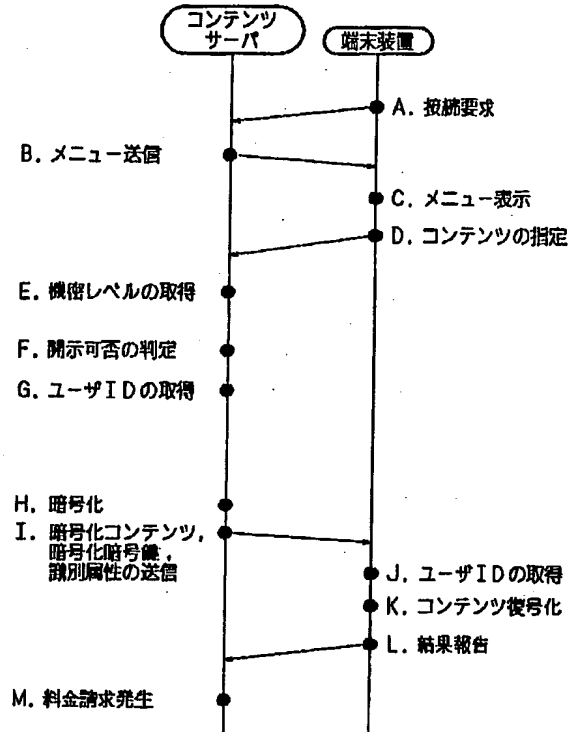 コンテンツ
サーバ
端末装置
A. 接続要求
B. メニュー送信
C. メニュー表示
D. コンテンツの指定
E. 機密レベルの取得
F. 開示可否の判定
G. ユーザIDの取得
H. 暗号化
I. 暗号化コンテンツ,
暗号化暗号鍵,
識別属性の送信
J. ユーザIDの取得
K. コンテンツ復号化
L. 結果報告
M. 料金請求発生